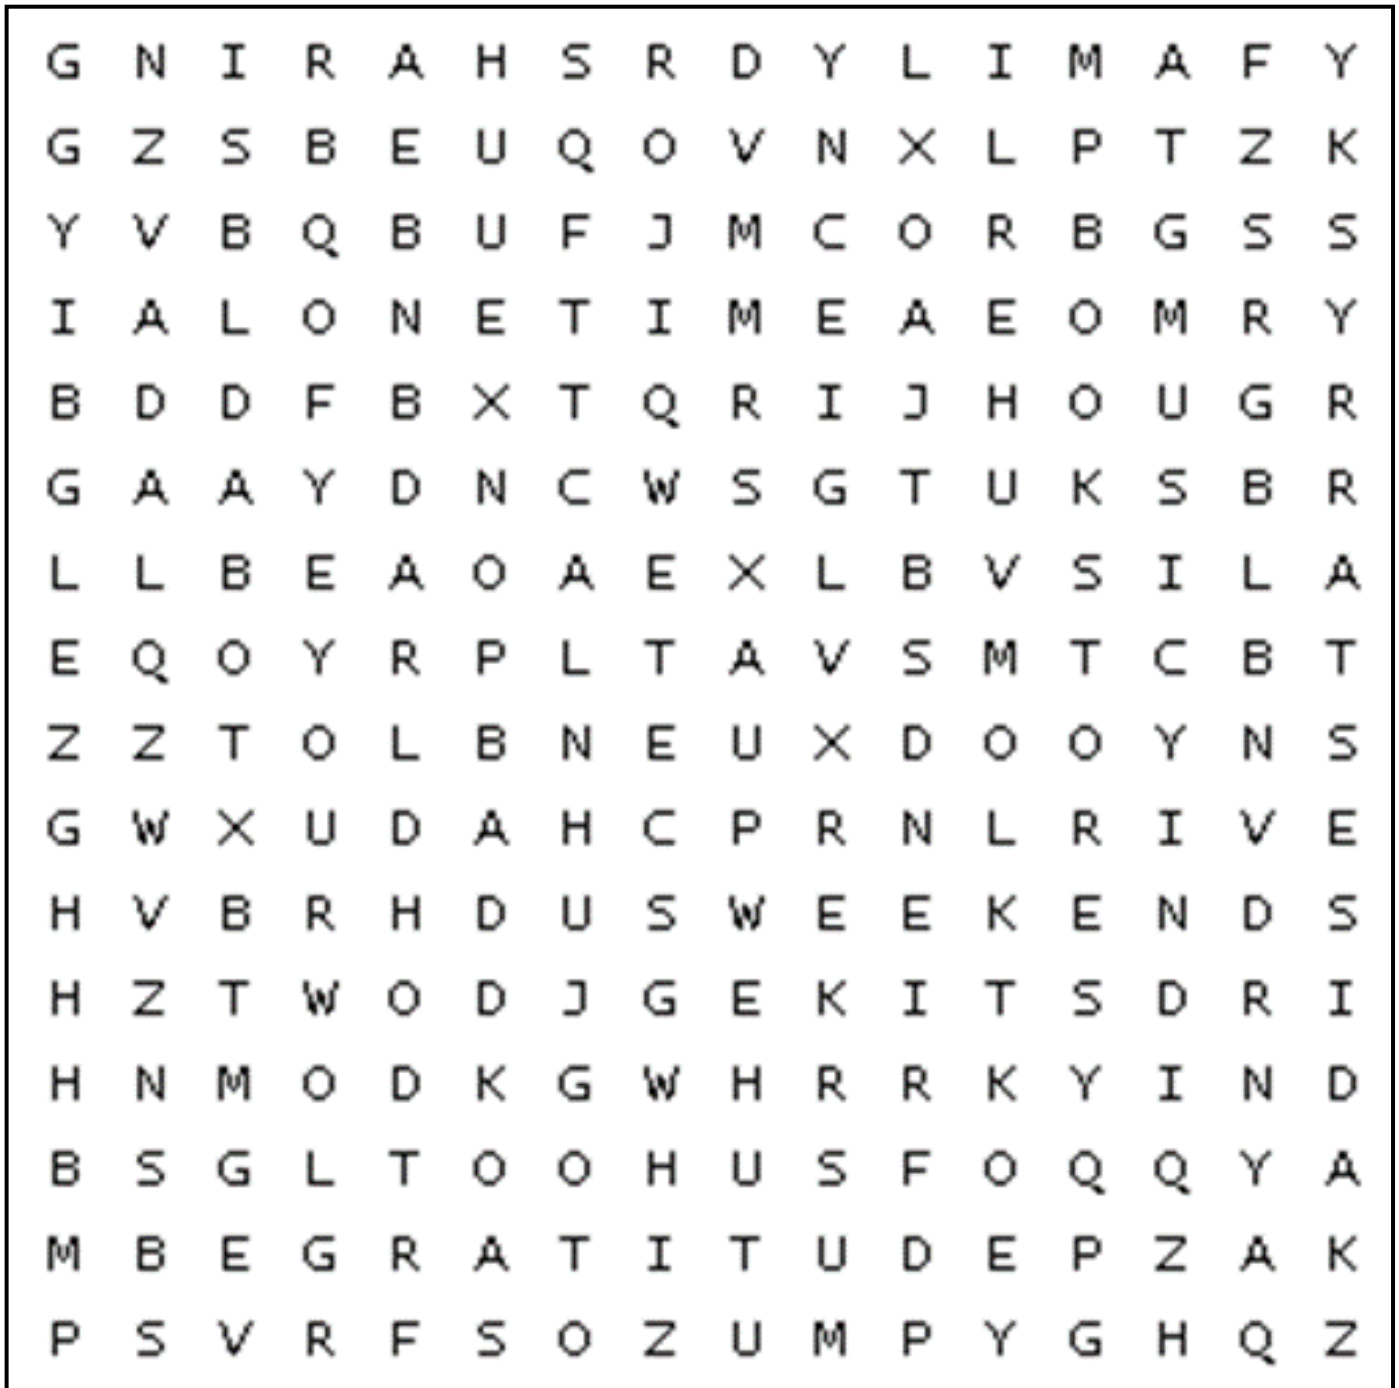 G N I R A H S R D Y L I M A F Y
G Z S B E U Q O V N X L P T Z K
Y V B Q B U F J M C O R B G S S
I A L O N E T I M E A E O M R Y
B D D F B X T Q R I J H O U G R
G A A Y D N C W S G T U K S B R
L L B E A O A E X L B V S I L A
E Q O Y R P L T A V S M T C B T
Z Z T O L B N E U X D O O Y N S
G W X U D A H C P R N L R I V E
H V B R H D U S W E E K E N D S
H Z T W O D J G E K I T S D R I
H N M O D K G W H R R K Y I N D
B S G L T O O H U S F O Q Q Y A
M B E G R A T I T U D E P Z A K
P S V R F S O Z U M P Y G H Q Z